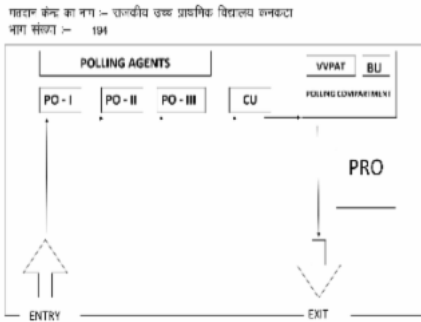 मतदान केन्द्र का नाम :– राजकीय उच्च प्राथमिक विद्यालय कनकटा
भाग संख्या :– 194
POLLING AGENTS
VVPAT BU
POLLING COMPARTMENT
PO - I PO - II PO - III CU
PRO
ENTRY EXIT